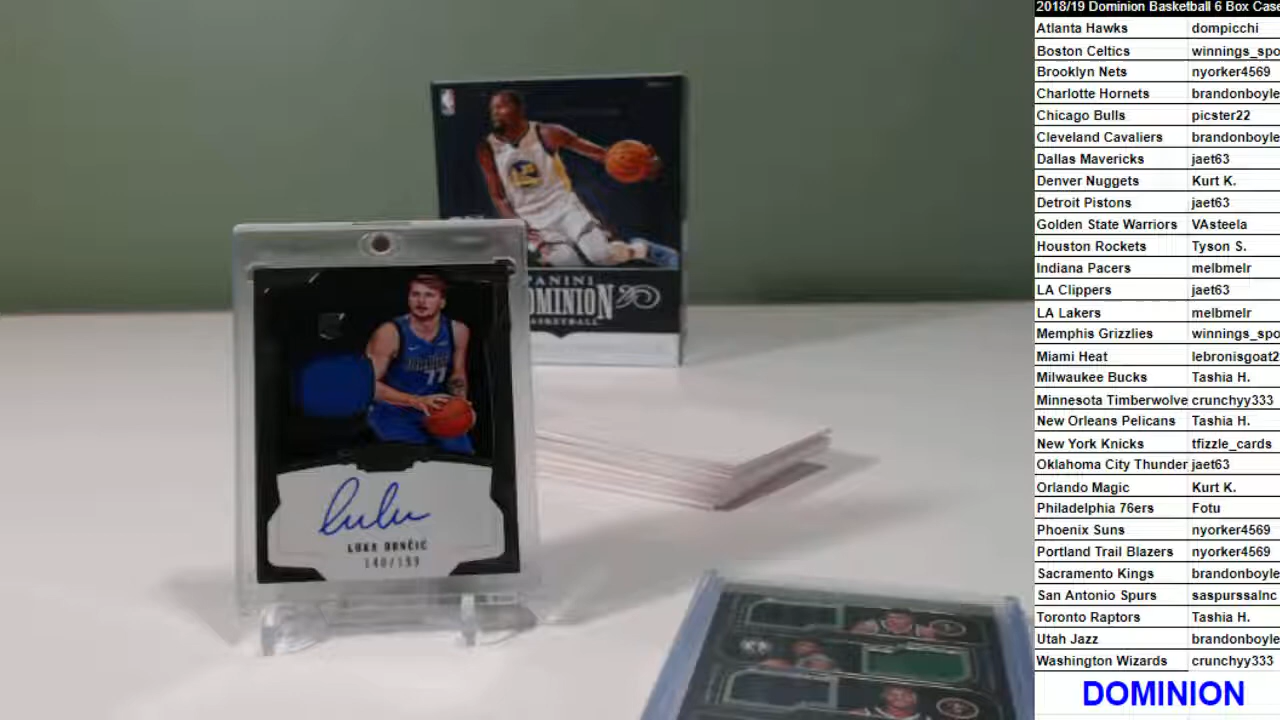 PANINI
DOMINION
BASKETBALL
77
LUKA DONČIĆ
140/199
2018/19 Dominion Basketball 6 Box Case
Atlanta Hawks dompicchi
Boston Celtics winnings_spo
Brooklyn Nets nyorker4569
Charlotte Hornets brandonboyle
Chicago Bulls picster22
Cleveland Cavaliers brandonboyle
Dallas Mavericks jaet63
Denver Nuggets Kurt K.
Detroit Pistons jaet63
Golden State Warriors VAsteela
Houston Rockets Tyson S.
Indiana Pacers melbmelr
LA Clippers jaet63
LA Lakers melbmelr
Memphis Grizzlies winnings_spo
Miami Heat lebronisgoat2
Milwaukee Bucks Tashia H.
Minnesota Timberwolve crunchyy333
New Orleans Pelicans Tashia H.
New York Knicks tfizzle_cards
Oklahoma City Thunder jaet63
Orlando Magic Kurt K.
Philadelphia 76ers Fotu
Phoenix Suns nyorker4569
Portland Trail Blazers nyorker4569
Sacramento Kings brandonboyle
San Antonio Spurs saspurssalnc
Toronto Raptors Tashia H.
Utah Jazz brandonboyle
Washington Wizards crunchyy333
DOMINION